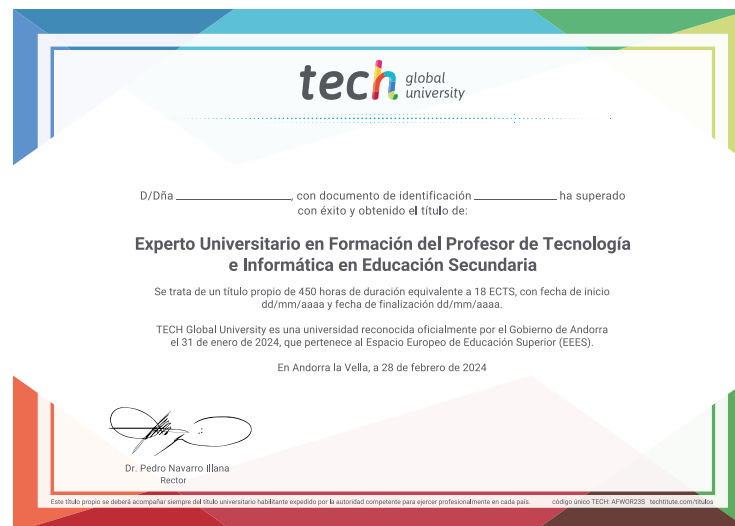 tech global university
D/Dña ____________________, con documento de identificación ______________ ha superado
con éxito y obtenido el título de:
Experto Universitario en Formación del Profesor de Tecnología
e Informática en Educación Secundaria
Se trata de un título propio de 450 horas de duración equivalente a 18 ECTS, con fecha de inicio
dd/mm/aaaa y fecha de finalización dd/mm/aaaa.
TECH Global University es una universidad reconocida oficialmente por el Gobierno de Andorra
el 31 de enero de 2024, que pertenece al Espacio Europeo de Educación Superior (EEES).
En Andorra la Vella, a 28 de febrero de 2024
Dr. Pedro Navarro Illana
Rector
Este título propio se deberá acompañar siempre del título universitario habilitante expedido por la autoridad competente para ejercer profesionalmente en cada país. código único TECH: AFWOR23S techtitute.com/titulos